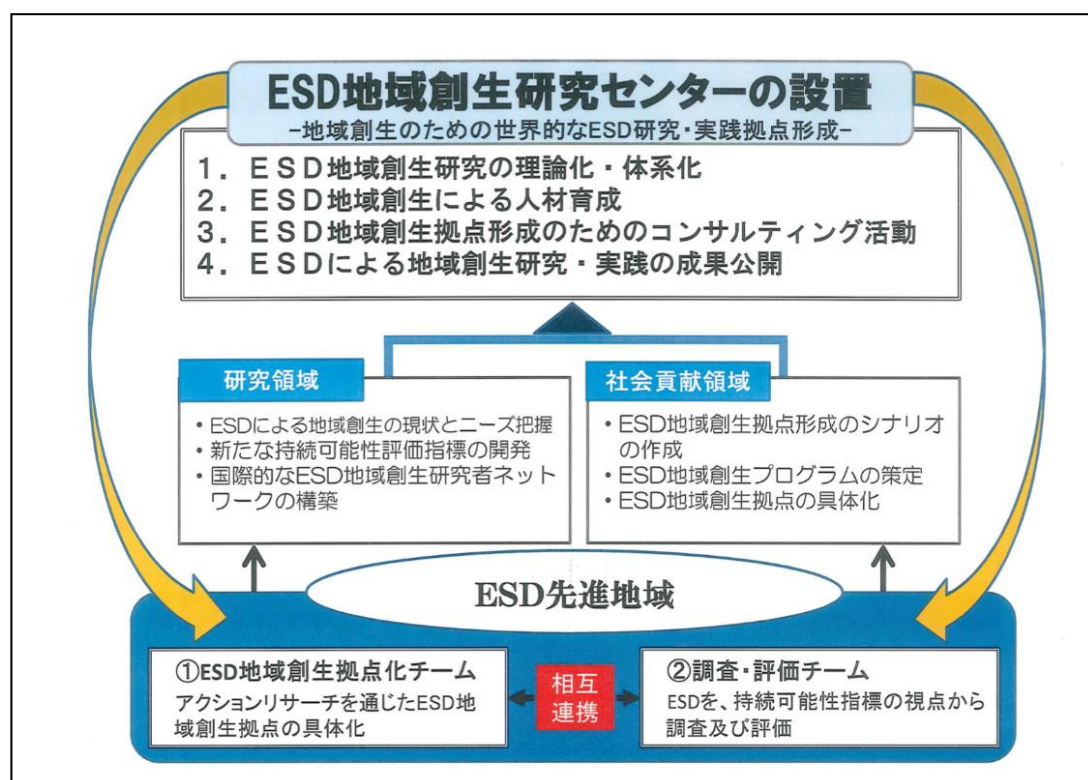 ESD地域創生研究センターの設置
-地域創生のための世界的なESD研究・実践拠点形成-
１．ＥＳＤ地域創生研究の理論化・体系化
２．ＥＳＤ地域創生による人材育成
３．ＥＳＤ地域創生拠点形成のためのコンサルティング活動
４．ＥＳＤによる地域創生研究・実践の成果公開
研究領域
・ESDによる地域創生の現状とニーズ把握
・新たな持続可能性評価指標の開発
・国際的なESD地域創生研究者ネット
ワークの構築
社会貢献領域
・ESD地域創生拠点形成のシナリオ
の作成
・ESD地域創生プログラムの策定
・ESD地域創生拠点の具体化
ESD先進地域
①ESD地域創生拠点化チーム
アクションリサーチを通じたESD地
域創生拠点の具体化
相互
連携
②調査・評価チーム
ESDを、持続可能性指標の視点から
調査及び評価